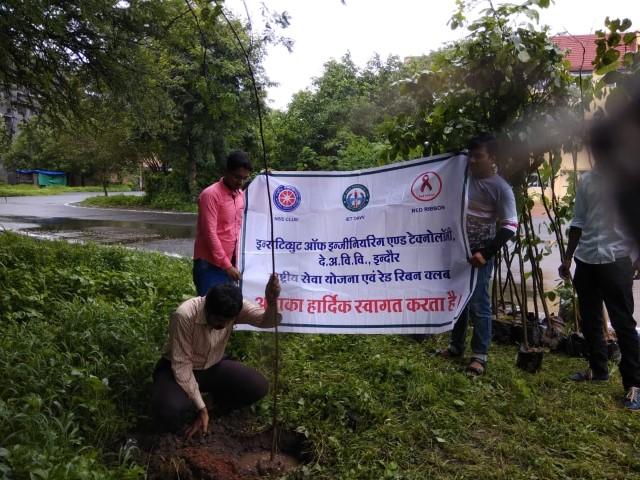 NSS CLUB
IET DAVV
RED RIBBON
इन्स्टिट्युट ऑफ इन्जीनियरिंग एण्ड टेक्नोलॉजी,
दे.अ.वि.वि., इन्दौर
राष्ट्रीय सेवा योजना एवं रेड रिबन क्लब
आपका हार्दिक स्वागत करता है।